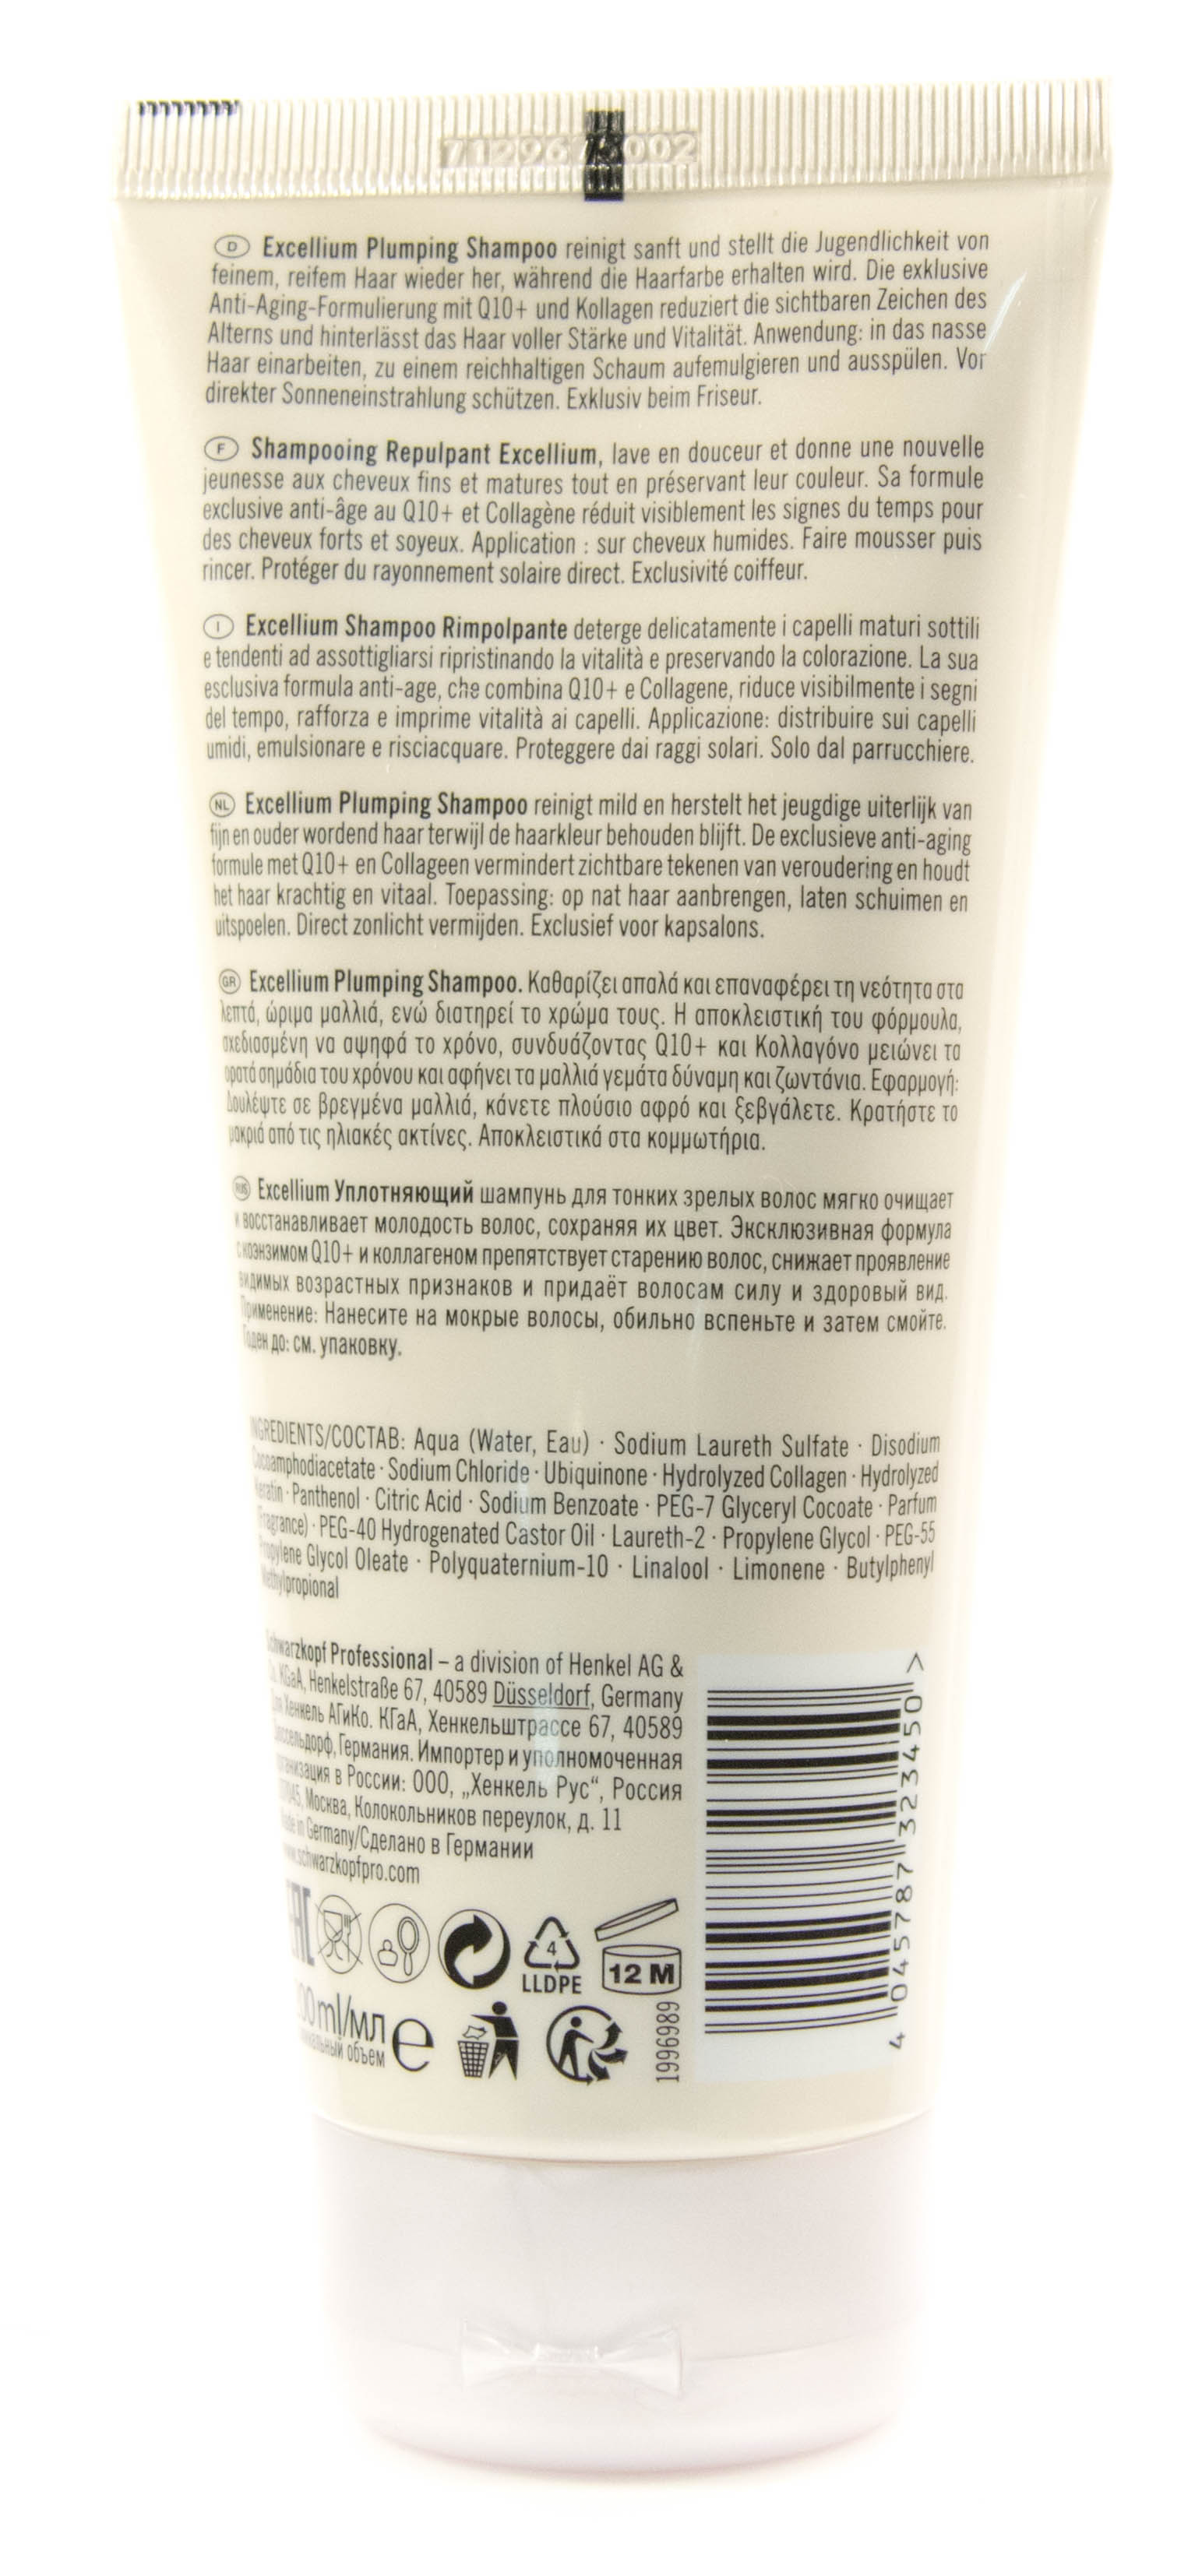 7129673002
D Excellium Plumping Shampoo reinigt sanft und stellt die Jugendlichkeit von
feinem, reifem Haar wieder her, während die Haarfarbe erhalten wird. Die exklusive
Anti-Aging-Formulierung mit Q10+ und Kollagen reduziert die sichtbaren Zeichen des
Alterns und hinterlässt das Haar voller Stärke und Vitalität. Anwendung: in das nasse
Haar einarbeiten, zu einem reichhaltigen Schaum aufemulgieren und ausspülen. Vor
direkter Sonneneinstrahlung schützen. Exklusiv beim Friseur.
F Shampooing Repulpant Excellium, lave en douceur et donne une nouvelle
jeunesse aux cheveux fins et matures tout en préservant leur couleur. Sa formule
exclusive anti-âge au Q10+ et Collagène réduit visiblement les signes du temps pour
des cheveux forts et soyeux. Application : sur cheveux humides. Faire mousser puis
rincer. Protéger du rayonnement solaire direct. Exclusivité coiffeur.
I Excellium Shampoo Rimpolpante deterge delicatamente i capelli maturi sottili
e tendenti ad assottigliarsi ripristinando la vitalità e preservando la colorazione. La sua
esclusiva formula anti-age, che combina Q10+ e Collagene, riduce visibilmente i segni
del tempo, rafforza e imprime vitalità ai capelli. Applicazione: distribuire sui capelli
umidi, emulsionare e risciacquare. Proteggere dai raggi solari. Solo dal parrucchiere.
NL Excellium Plumping Shampoo reinigt mild en herstelt het jeugdige uiterlijk van
fijn en ouder wordend haar terwijl de haarkleur behouden blijft. De exclusieve anti-aging
formule met Q10+ en Collageen vermindert zichtbare tekenen van veroudering en houdt
het haar krachtig en vitaal. Toepassing: op nat haar aanbrengen, laten schuimen en
uitspoelen. Direct zonlicht vermijden. Exclusief voor kapsalons.
GR Excellium Plumping Shampoo. Καθαρίζει απαλά και επαναφέρει τη νεότητα στα
λεπτά, ώριμα μαλλιά, ενώ διατηρεί το χρώμα τους. Η αποκλειστική του φόρμουλα,
σχεδιασμένη να αψηφά το χρόνο, συνδυάζοντας Q10+ και Κολλαγόνο μειώνει τα
ορατά σημάδια του χρόνου και αφήνει τα μαλλιά γεμάτα δύναμη και ζωντάνια. Εφαρμογή:
Δουλέψτε σε βρεγμένα μαλλιά, κάνετε πλούσιο αφρό και ξεβγάλετε. Κρατήστε το
μακριά από τις ηλιακές ακτίνες. Αποκλειστικά στα κομμωτήρια.
RUS Excellium Уплотняющий шампунь для тонких зрелых волос мягко очищает
и восстанавливает молодость волос, сохраняя их цвет. Эксклюзивная формула
с коэнзимом Q10+ и коллагеном препятствует старению волос, снижает проявление
видимых возрастных признаков и придаёт волосам силу и здоровый вид.
Применение: Нанесите на мокрые волосы, обильно вспеньте и затем смойте.
Годен до: см. упаковку.
INGREDIENTS/СОСТАВ: Aqua (Water, Eau) · Sodium Laureth Sulfate · Disodium
Cocoamphodiacetate · Sodium Chloride · Ubiquinone · Hydrolyzed Collagen · Hydrolyzed
Keratin · Panthenol · Citric Acid · Sodium Benzoate · PEG-7 Glyceryl Cocoate · Parfum
(Fragrance) · PEG-40 Hydrogenated Castor Oil · Laureth-2 · Propylene Glycol · PEG-55
Propylene Glycol Oleate · Polyquaternium-10 · Linalool · Limonene · Butylphenyl
Methylpropional
Schwarzkopf Professional – a division of Henkel AG &
Co. KGaA, Henkelstraße 67, 40589 Düsseldorf, Germany
Хенкель АГиКо. КГаА, Хенкельштрассе 67, 40589
Дюссельдорф, Германия. Импортер и уполномоченная
организация в России: ООО, „Хенкель Рус“, Россия
Москва, Колокольников переулок, д. 11
Made in Germany/Сделано в Германии
www.schwarzkopfpro.com
EAC
4
LLDPE
12 M
ml/мл e
объем
1996989
4 045787 323450 >